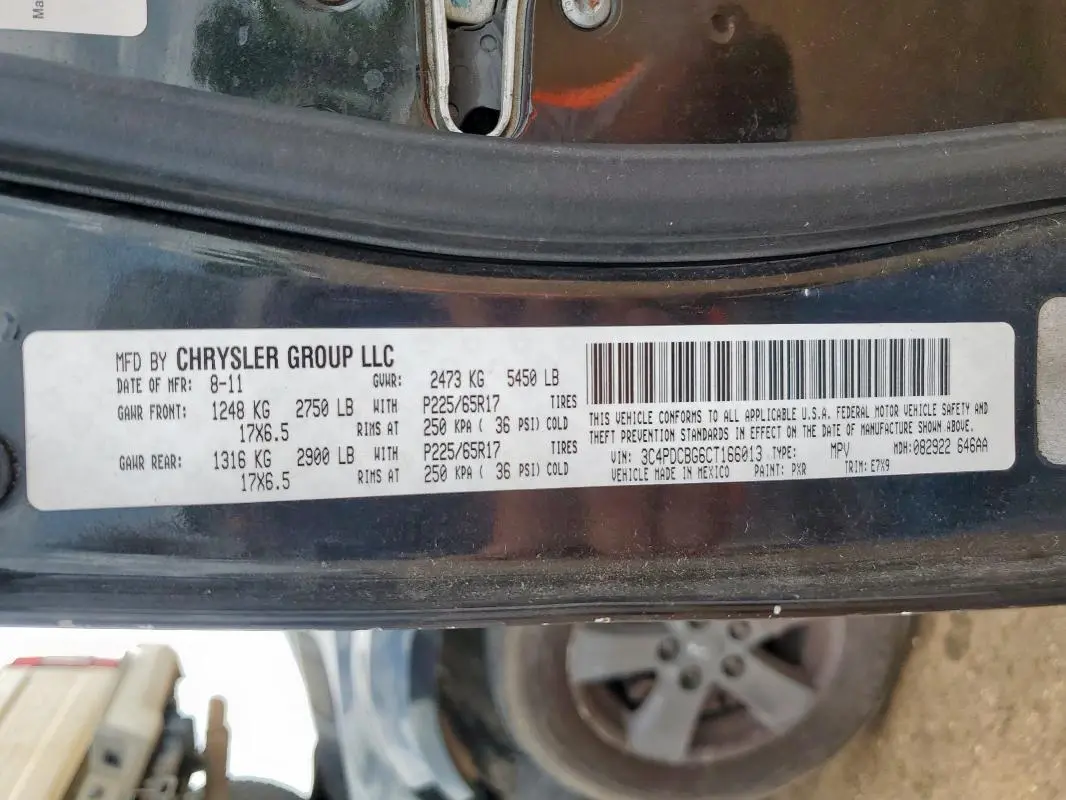 Ma
MFD BY CHRYSLER GROUP LLC
DATE OF MFR: 8-11 GVWR: 2473 KG 5450 LB
GAWR FRONT: 1248 KG 2750 LB WITH P225/65R17 TIRES
17X6.5 RIMS AT 250 KPA ( 36 PSI) COLD
GAWR REAR: 1316 KG 2900 LB WITH P225/65R17 TIRES
17X6.5 RIMS AT 250 KPA ( 36 PSI) COLD
THIS VEHICLE CONFORMS TO ALL APPLICABLE U.S.A. FEDERAL MOTOR VEHICLE SAFETY AND
THEFT PREVENTION STANDARDS IN EFFECT ON THE DATE OF MANUFACTURE SHOWN ABOVE.
VIN: 3C4PDCBG6CT166013 TYPE: MPV MDH: 082922 646AA
VEHICLE MADE IN MEXICO PAINT: PXR TRIM: E7X9